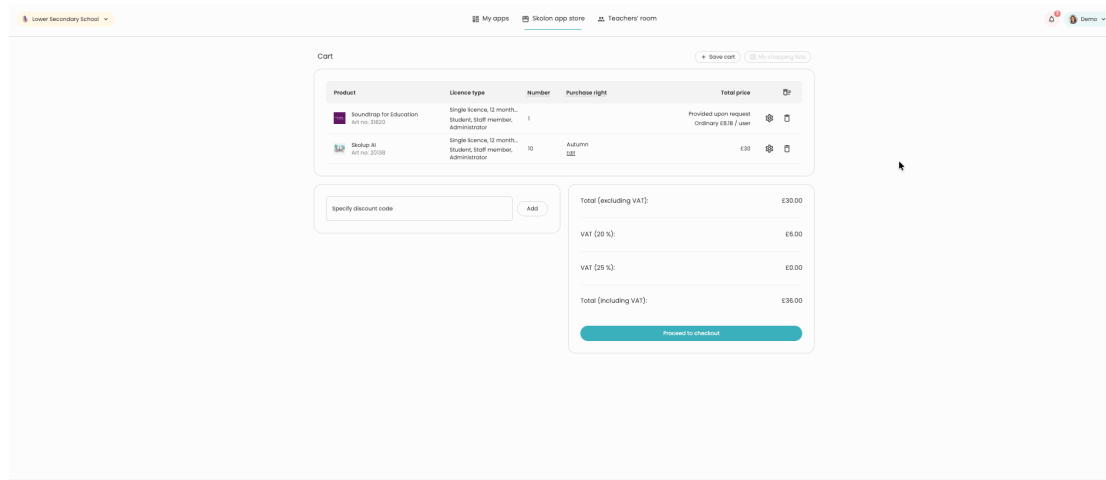 Lower Secondary School
My apps
Skolon app store
Teachers' room
7
Demo
Cart
+ Save cart
My shopping lists
Product
Licence type
Number
Purchase right
Total price
Soundtrap for Education
Art no: 31820
Single licence, 12 month...
Student, Staff member,
Administrator
1
Provided upon request
Ordinary £8.18 / user
Skolup AI
Art no: 20138
Single licence, 12 month...
Student, Staff member,
Administrator
10
Autumn
Edit
£30
Specify discount code
Add
Total (excluding VAT):
£30.00
VAT (20 %):
£6.00
VAT (25 %):
£0.00
Total (including VAT):
£36.00
Proceed to checkout